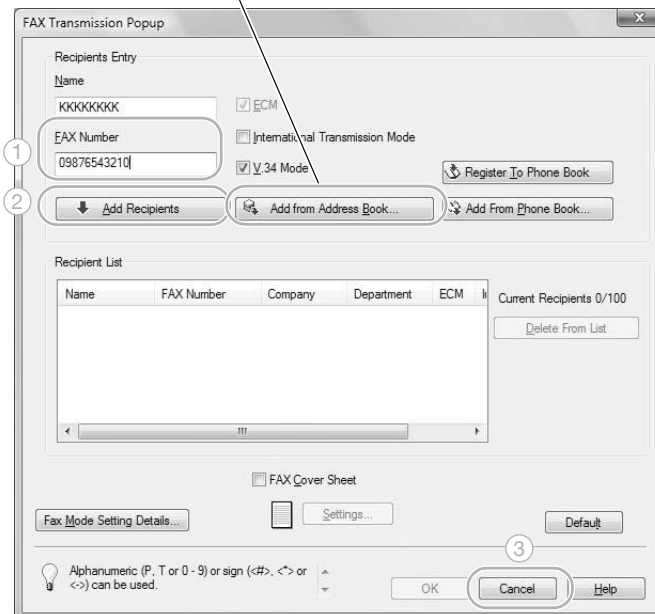 FAX Transmission Popup
x
Recipients Entry
Name
KKKKKKKK
ECM
FAX Number
International Transmission Mode
1
09876543210
V.34 Mode
Register To Phone Book
2
Add Recipients
Add from Address Book...
Add From Phone Book...
Recipient List
Name FAX Number Company Department ECM
Current Recipients 0/100
Delete From List
FAX Cover Sheet
Fax Mode Setting Details...
Settings...
Default
3
Alphanumeric (P, T or 0 - 9) or sign (<#>, <*> or
<-> can be used.
OK
Cancel
Help